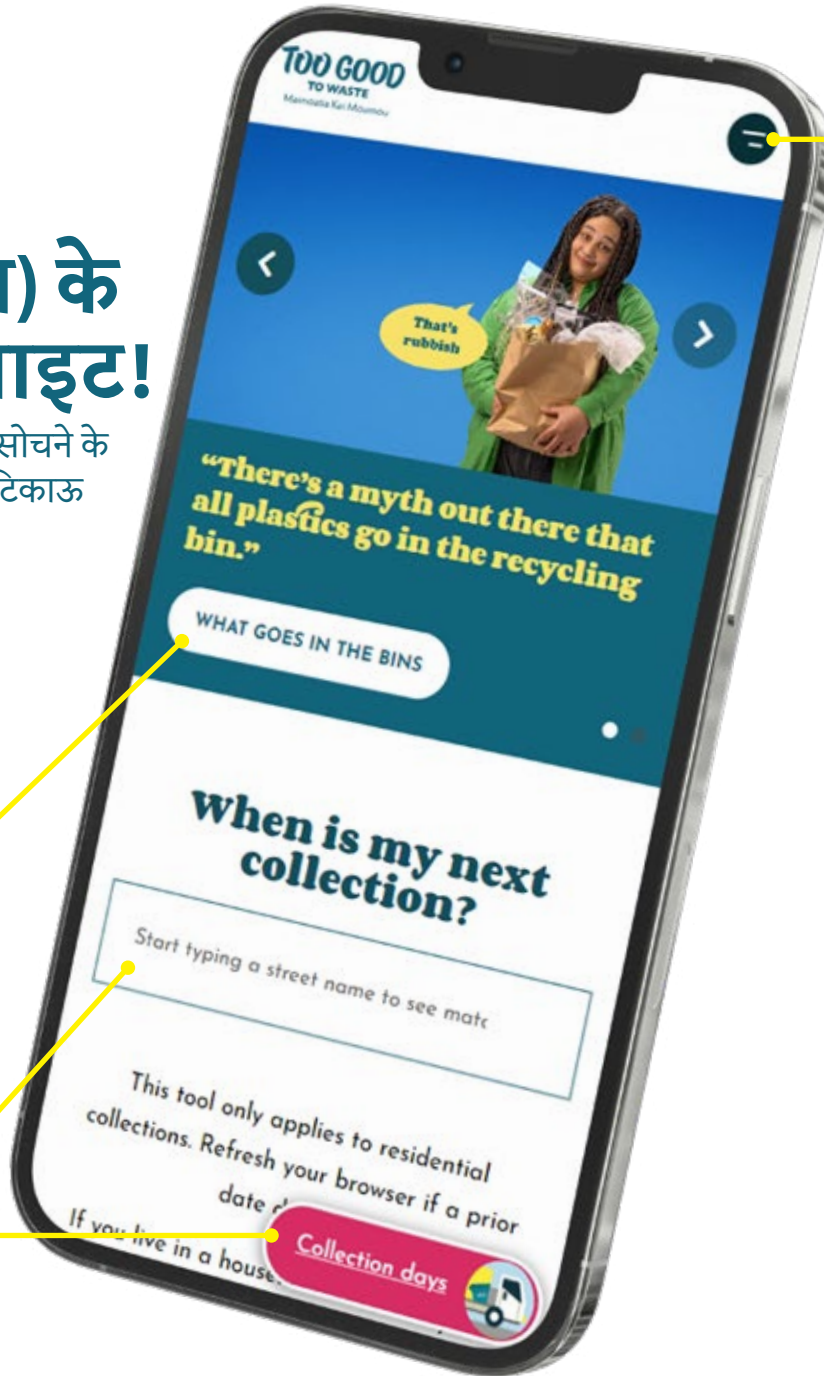 TOO GOOD
TO WASTE
Maimoatia Kai Moumou
के
इट!
सोचने के
टिकाऊ
That's
rubbish
“There's a myth out there that
all plastics go in the recycling
bin.”
WHAT GOES IN THE BINS
When is my next
collection?
Start typing a street name to see matc
This tool only applies to residential
collections. Refresh your browser if a prior
date
If you live in a house
Collection days